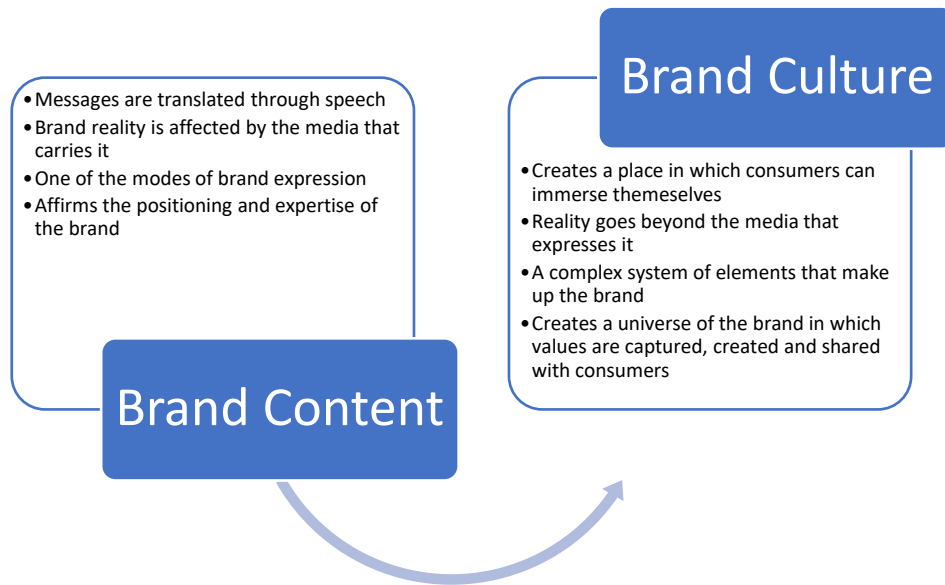 •Messages are translated through speech
•Brand reality is affected by the media that
carries it
•One of the modes of brand expression
•Affirms the positioning and expertise of
the brand
Brand Content
Brand Culture
•Creates a place in which consumers can
immerse themeselves
•Reality goes beyond the media that
expresses it
•A complex system of elements that make
up the brand
•Creates a universe of the brand in which
values are captured, created and shared
with consumers